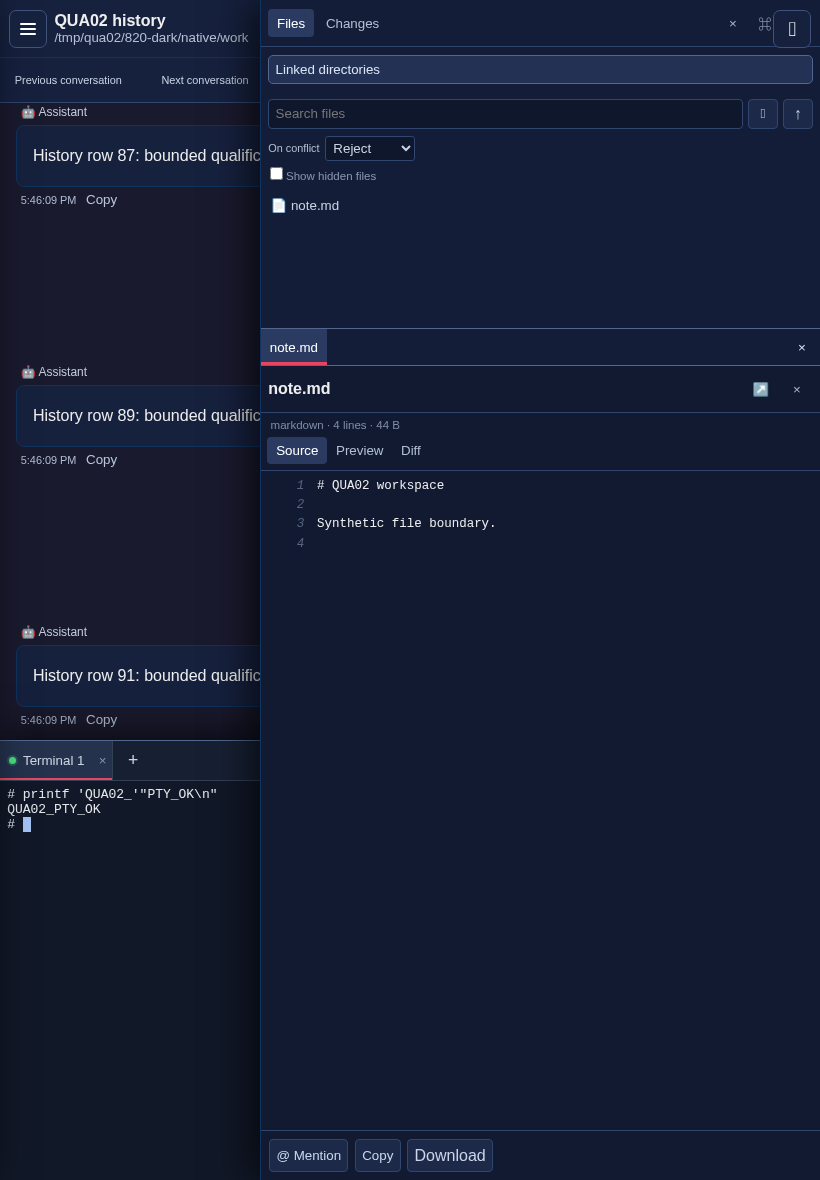 QUA02 history
/tmp/qua02/820-dark/native/work
Previous conversation
Next conversation
🤖 Assistant
History row 87: bounded qualific
5:46:09 PM Copy
🤖 Assistant
History row 89: bounded qualific
5:46:09 PM Copy
🤖 Assistant
History row 91: bounded qualific
5:46:09 PM Copy
Terminal 1 × +
# printf 'QUA02_'"PTY_OK\n"
QUA02_PTY_OK
#
Files Changes × ⌘
Linked directories
Search files ↑
On conflict Reject
Show hidden files
📄 note.md
note.md ×
note.md ↗️ ×
markdown · 4 lines · 44 B
Source Preview Diff
1 # QUA02 workspace
2
3 Synthetic file boundary.
4
@ Mention Copy Download